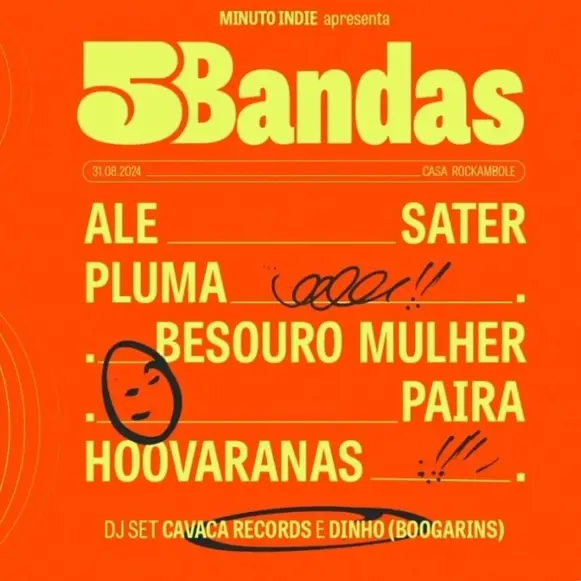 MINUTO INDIE apresenta
5Bandas
31.08.2024 CASA ROCKAMBOLE
ALE SATER
PLUMA .
. BESOURO MULHER
. PAIRA
HOOVARANAS .
DJ SET CAVACA RECORDS E DINHO (BOOGARINS)